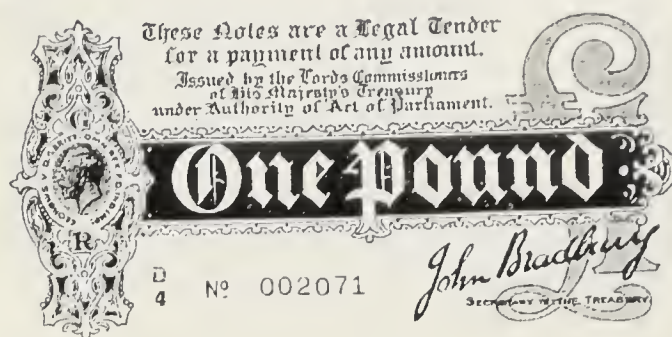 These Notes are a Legal Tender
for a payment of any amount.
Issued by the Lords Commissioners
of His Majesty's Treasury
under Authority of Act of Parliament.
G
One Pound
R
D
4 Nº 002071
John Bradbury
SECRETARY TO THE TREASURY.